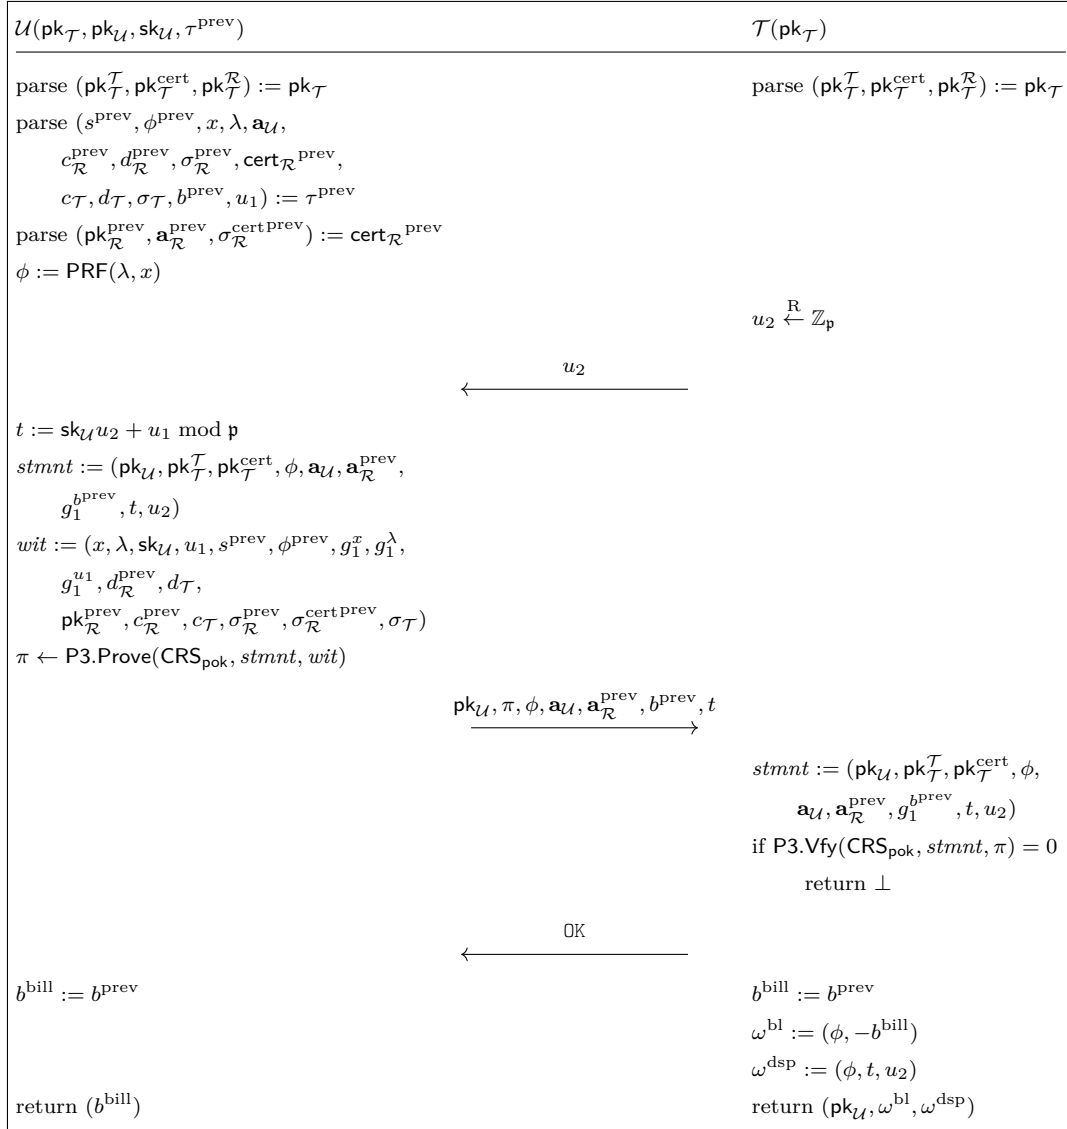 𝒰(pk_𝒯, pk_𝒰, sk_𝒰, τ^prev)
𝒯(pk_𝒯)
parse (pk_𝒯^𝒯, pk_𝒯^cert, pk_𝒯^ℛ) := pk_𝒯
parse (pk_𝒯^𝒯, pk_𝒯^cert, pk_𝒯^ℛ) := pk_𝒯
parse (s^prev, ϕ^prev, x, λ, a_𝒰,
c_ℛ^prev, d_ℛ^prev, σ_ℛ^prev, cert_ℛ^prev,
c_𝒯, d_𝒯, σ_𝒯, b^prev, u_1) := τ^prev
parse (pk_ℛ^prev, a_ℛ^prev, σ_ℛ^cert^prev) := cert_ℛ^prev
ϕ := PRF(λ, x)
u_2 ←^R ℤ_𝔭
u_2
t := sk_𝒰 u_2 + u_1 mod 𝔭
stmnt := (pk_𝒰, pk_𝒯^𝒯, pk_𝒯^cert, ϕ, a_𝒰, a_ℛ^prev,
g_1^{b^prev}, t, u_2)
wit := (x, λ, sk_𝒰, u_1, s^prev, ϕ^prev, g_1^x, g_1^λ,
g_1^{u_1}, d_ℛ^prev, d_𝒯,
pk_ℛ^prev, c_ℛ^prev, c_𝒯, σ_ℛ^prev, σ_ℛ^cert^prev, σ_𝒯)
π ← P3.Prove(CRS_pok, stmnt, wit)
pk_𝒰, π, ϕ, a_𝒰, a_ℛ^prev, b^prev, t
stmnt := (pk_𝒰, pk_𝒯^𝒯, pk_𝒯^cert, ϕ,
a_𝒰, a_ℛ^prev, g_1^{b^prev}, t, u_2)
if P3.Vfy(CRS_pok, stmnt, π) = 0
return ⊥
OK
b^bill := b^prev
b^bill := b^prev
ω^bl := (ϕ, −b^bill)
ω^dsp := (ϕ, t, u_2)
return (b^bill)
return (pk_𝒰, ω^bl, ω^dsp)